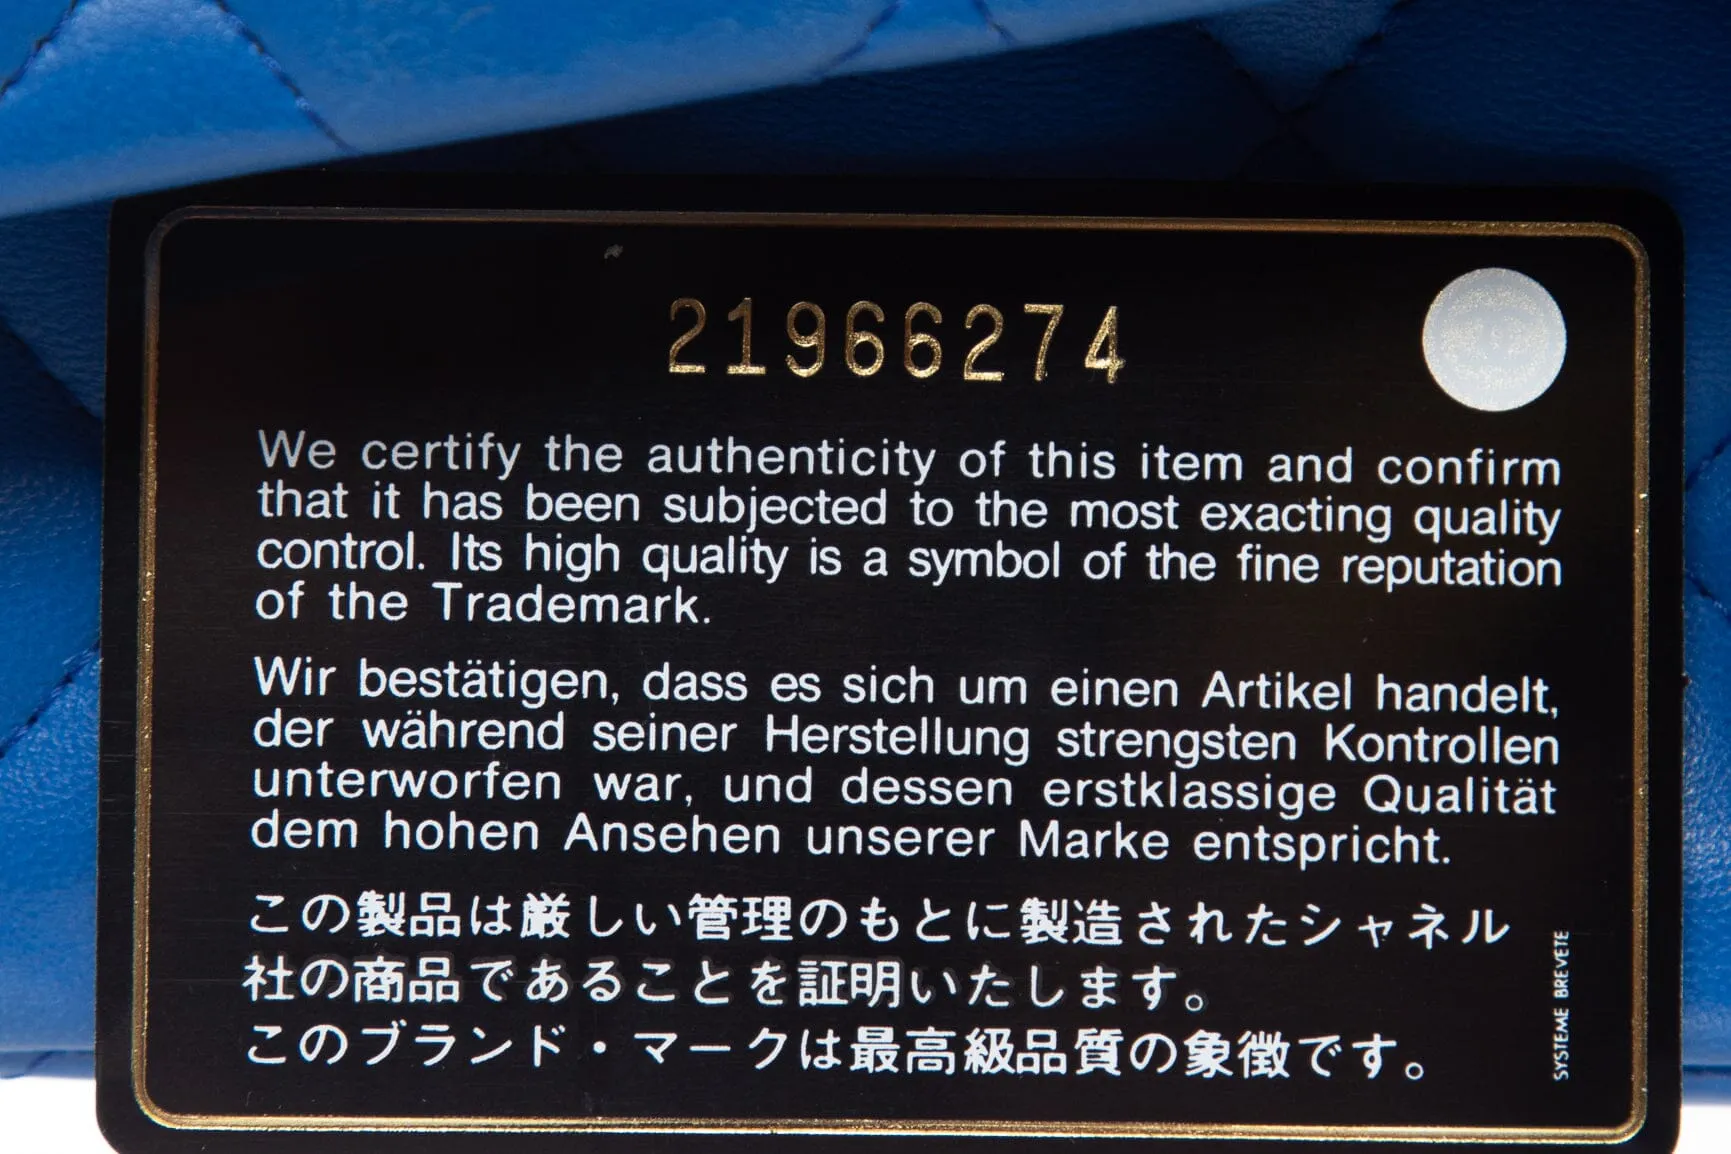 21966274
We certify the authenticity of this item and confirm
that it has been subjected to the most exacting quality
control. Its high quality is a symbol of the fine reputation
of the Trademark.
Wir bestätigen, dass es sich um einen Artikel handelt,
der während seiner Herstellung strengsten Kontrollen
unterworfen war, und dessen erstklassige Qualität
dem hohen Ansehen unserer Marke entspricht.
この製品は厳しい管理のもとに製造されたシャネル
社の商品であることを証明いたします。
このブランド・マークは最高級品質の象徴です。
SYSTEME BREVETE